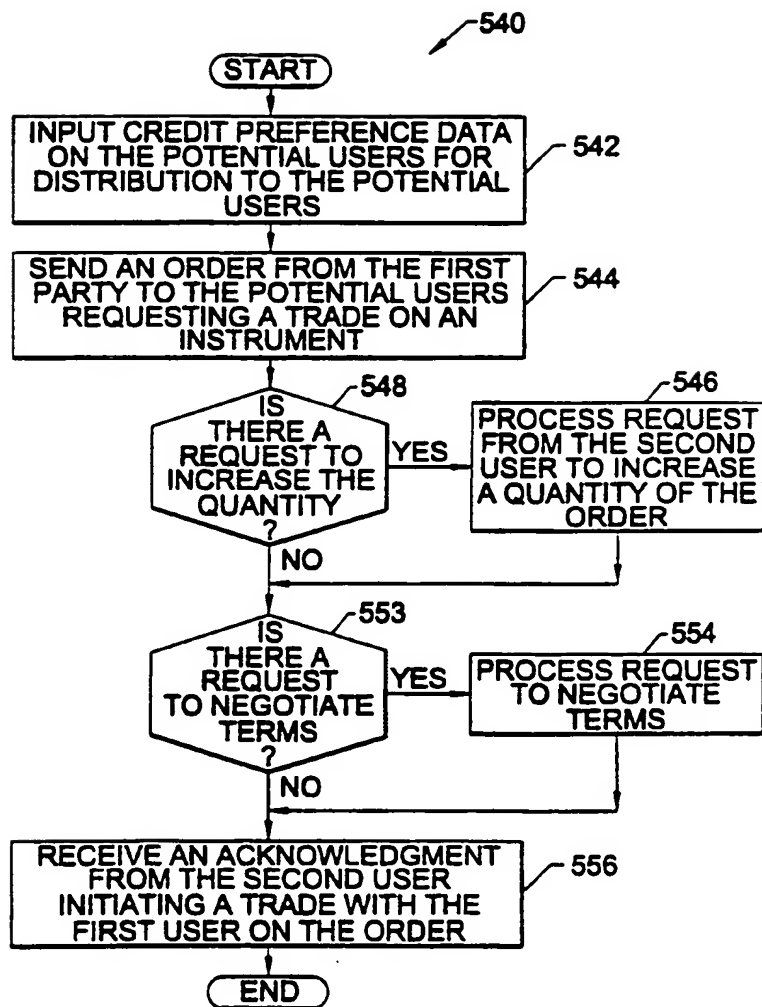 540
START
INPUT CREDIT PREFERENCE DATA
ON THE POTENTIAL USERS FOR
DISTRIBUTION TO THE POTENTIAL
USERS
542
SEND AN ORDER FROM THE FIRST
PARTY TO THE POTENTIAL USERS
REQUESTING A TRADE ON AN
INSTRUMENT
544
IS
THERE A
REQUEST TO
INCREASE THE
QUANTITY
?
548
YES
NO
PROCESS REQUEST
FROM THE SECOND
USER TO INCREASE
A QUANTITY OF THE
ORDER
546
IS
THERE A
REQUEST
TO NEGOTIATE
TERMS
?
553
YES
NO
PROCESS REQUEST
TO NEGOTIATE
TERMS
554
RECEIVE AN ACKNOWLEDGMENT
FROM THE SECOND USER
INITIATING A TRADE WITH THE
FIRST USER ON THE ORDER
556
END